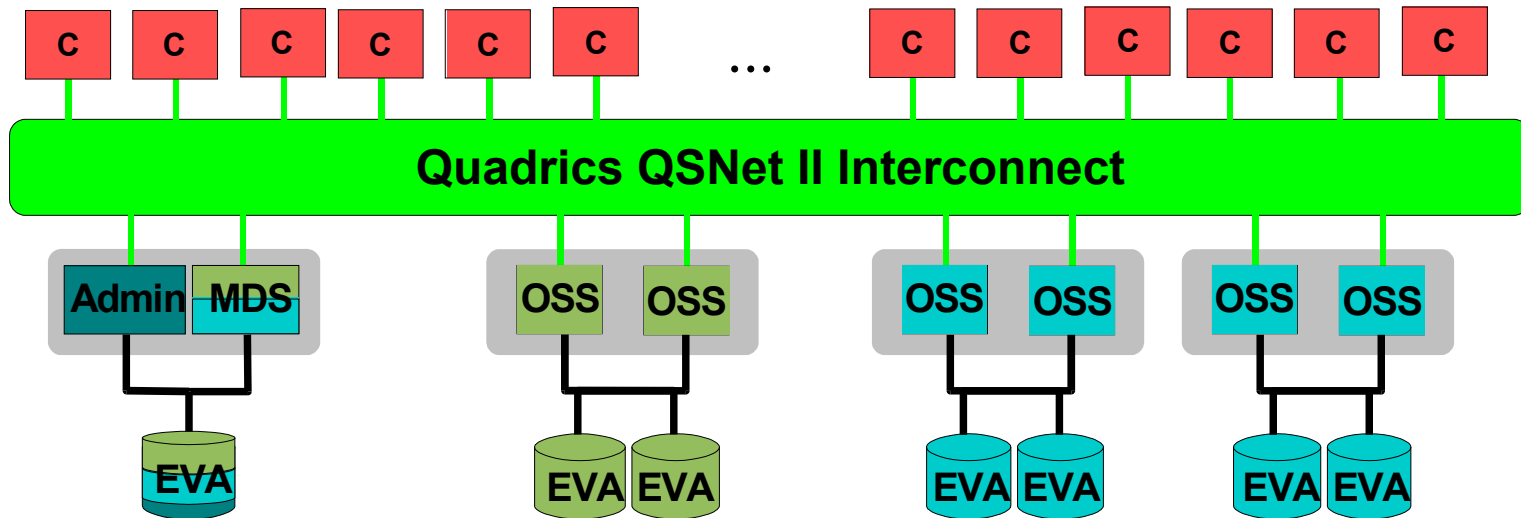 C C C C C C ... C C C C C C
Quadrics QSNet II Interconnect
Admin MDS OSS OSS OSS OSS OSS OSS
EVA EVA EVA EVA EVA EVA EVA